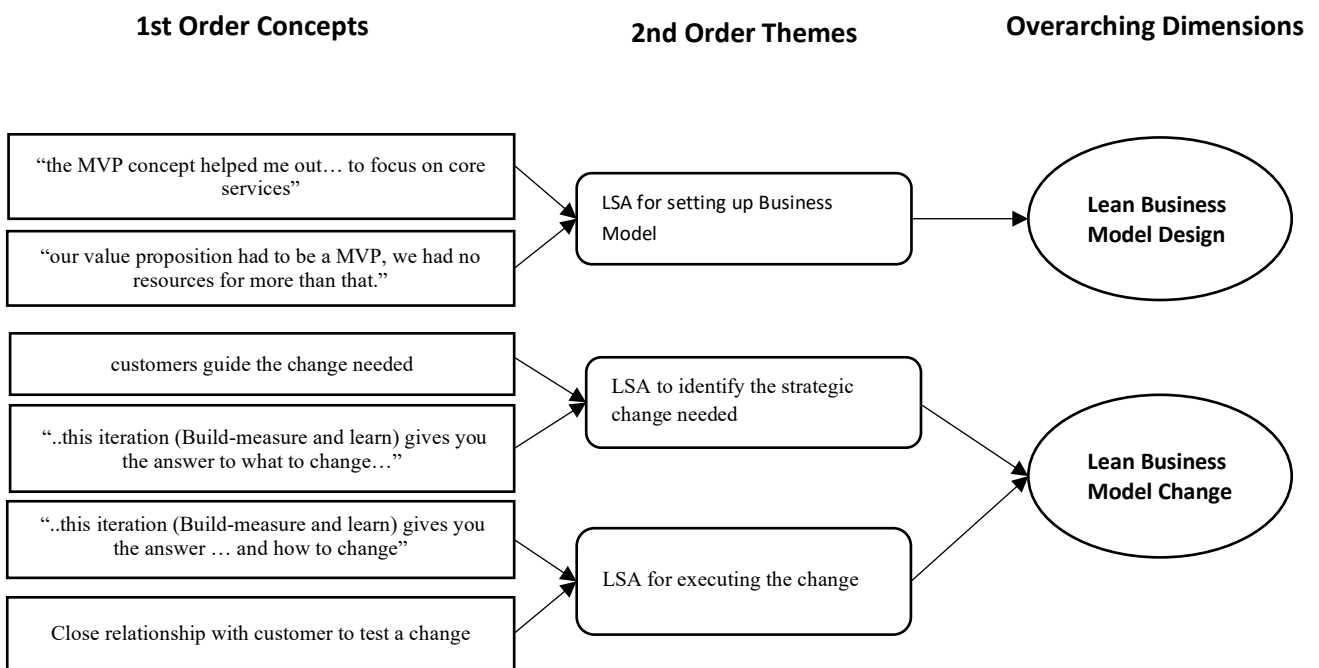 1st Order Concepts
2nd Order Themes
Overarching Dimensions
“the MVP concept helped me out… to focus on core
services”
“our value proposition had to be a MVP, we had no
resources for more than that.”
customers guide the change needed
“..this iteration (Build-measure and learn) gives you
the answer to what to change…”
“..this iteration (Build-measure and learn) gives you
the answer … and how to change”
Close relationship with customer to test a change
LSA for setting up Business
Model
LSA to identify the strategic
change needed
LSA for executing the change
Lean Business
Model Design
Lean Business
Model Change